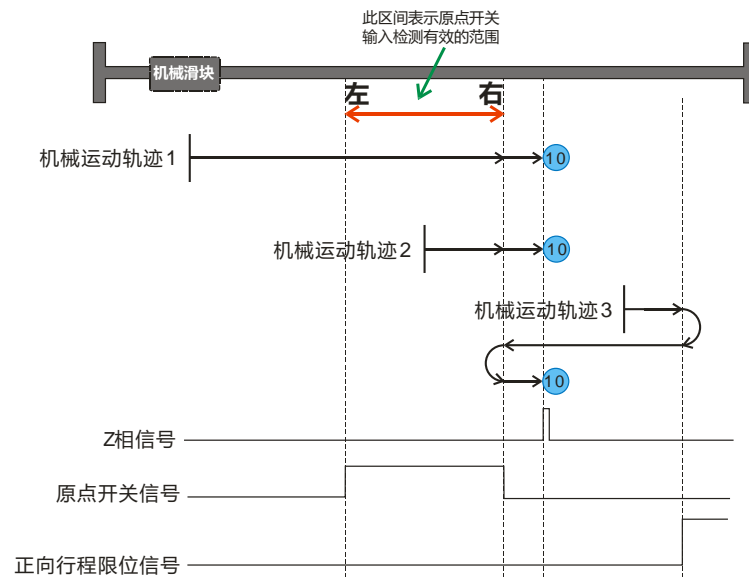 此区间表示原点开关
输入检测有效的范围
机械滑块
左
右
机械运动轨迹1
10
机械运动轨迹2
10
机械运动轨迹3
10
Z相信号
原点开关信号
正向行程限位信号